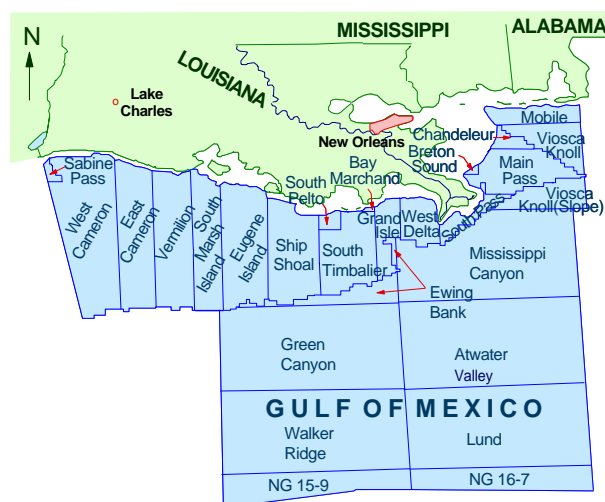 MISSISSIPPI
ALABAMA
N
LOUISIANA
Lake
Charles
New Orleans
Mobile
Chandeleur
Viosca
Knoll
Breton
Sound
Main
Pass
Bay
Marchand
Sabine
Pass
South
Pelto
Viosca
Knoll(Slope)
West
Cameron
East
Cameron
Vermilion
South
Marsh
Island
Eugene
Island
Ship
Shoal
South
Timbalier
Grand
Isle
West
Delta
South Pass
Mississippi
Canyon
Ewing
Bank
Green
Canyon
Atwater
Valley
GULF OF MEXICO
Walker
Ridge
Lund
NG 15-9
NG 16-7